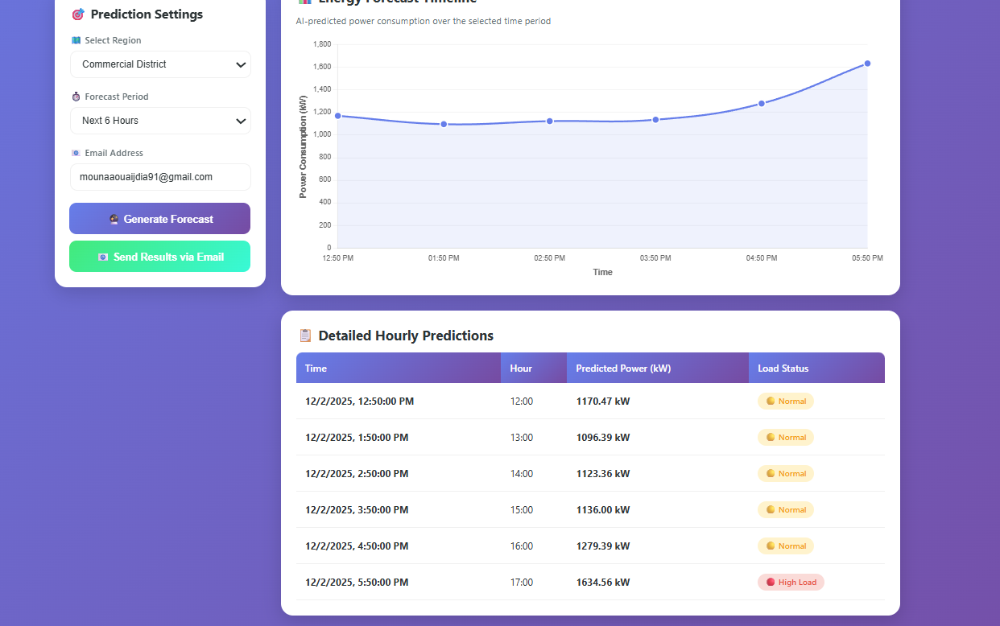 Prediction Settings
Select Region
Commercial District
Forecast Period
Next 6 Hours
Email Address
mounaaouaijdia91@gmail.com
Generate Forecast
Send Results via Email
Energy Forecast Timeline
AI-predicted power consumption over the selected time period
Power Consumption (kW)
1,800
1,600
1,400
1,200
1,000
800
600
400
200
0
12:50 PM 01:50 PM 02:50 PM 03:50 PM 04:50 PM 05:50 PM
Time
Detailed Hourly Predictions
Time Hour Predicted Power (kW) Load Status
12/2/2025, 12:50:00 PM 12:00 1170.47 kW Normal
12/2/2025, 1:50:00 PM 13:00 1096.39 kW Normal
12/2/2025, 2:50:00 PM 14:00 1123.36 kW Normal
12/2/2025, 3:50:00 PM 15:00 1136.00 kW Normal
12/2/2025, 4:50:00 PM 16:00 1279.39 kW Normal
12/2/2025, 5:50:00 PM 17:00 1634.56 kW High Load